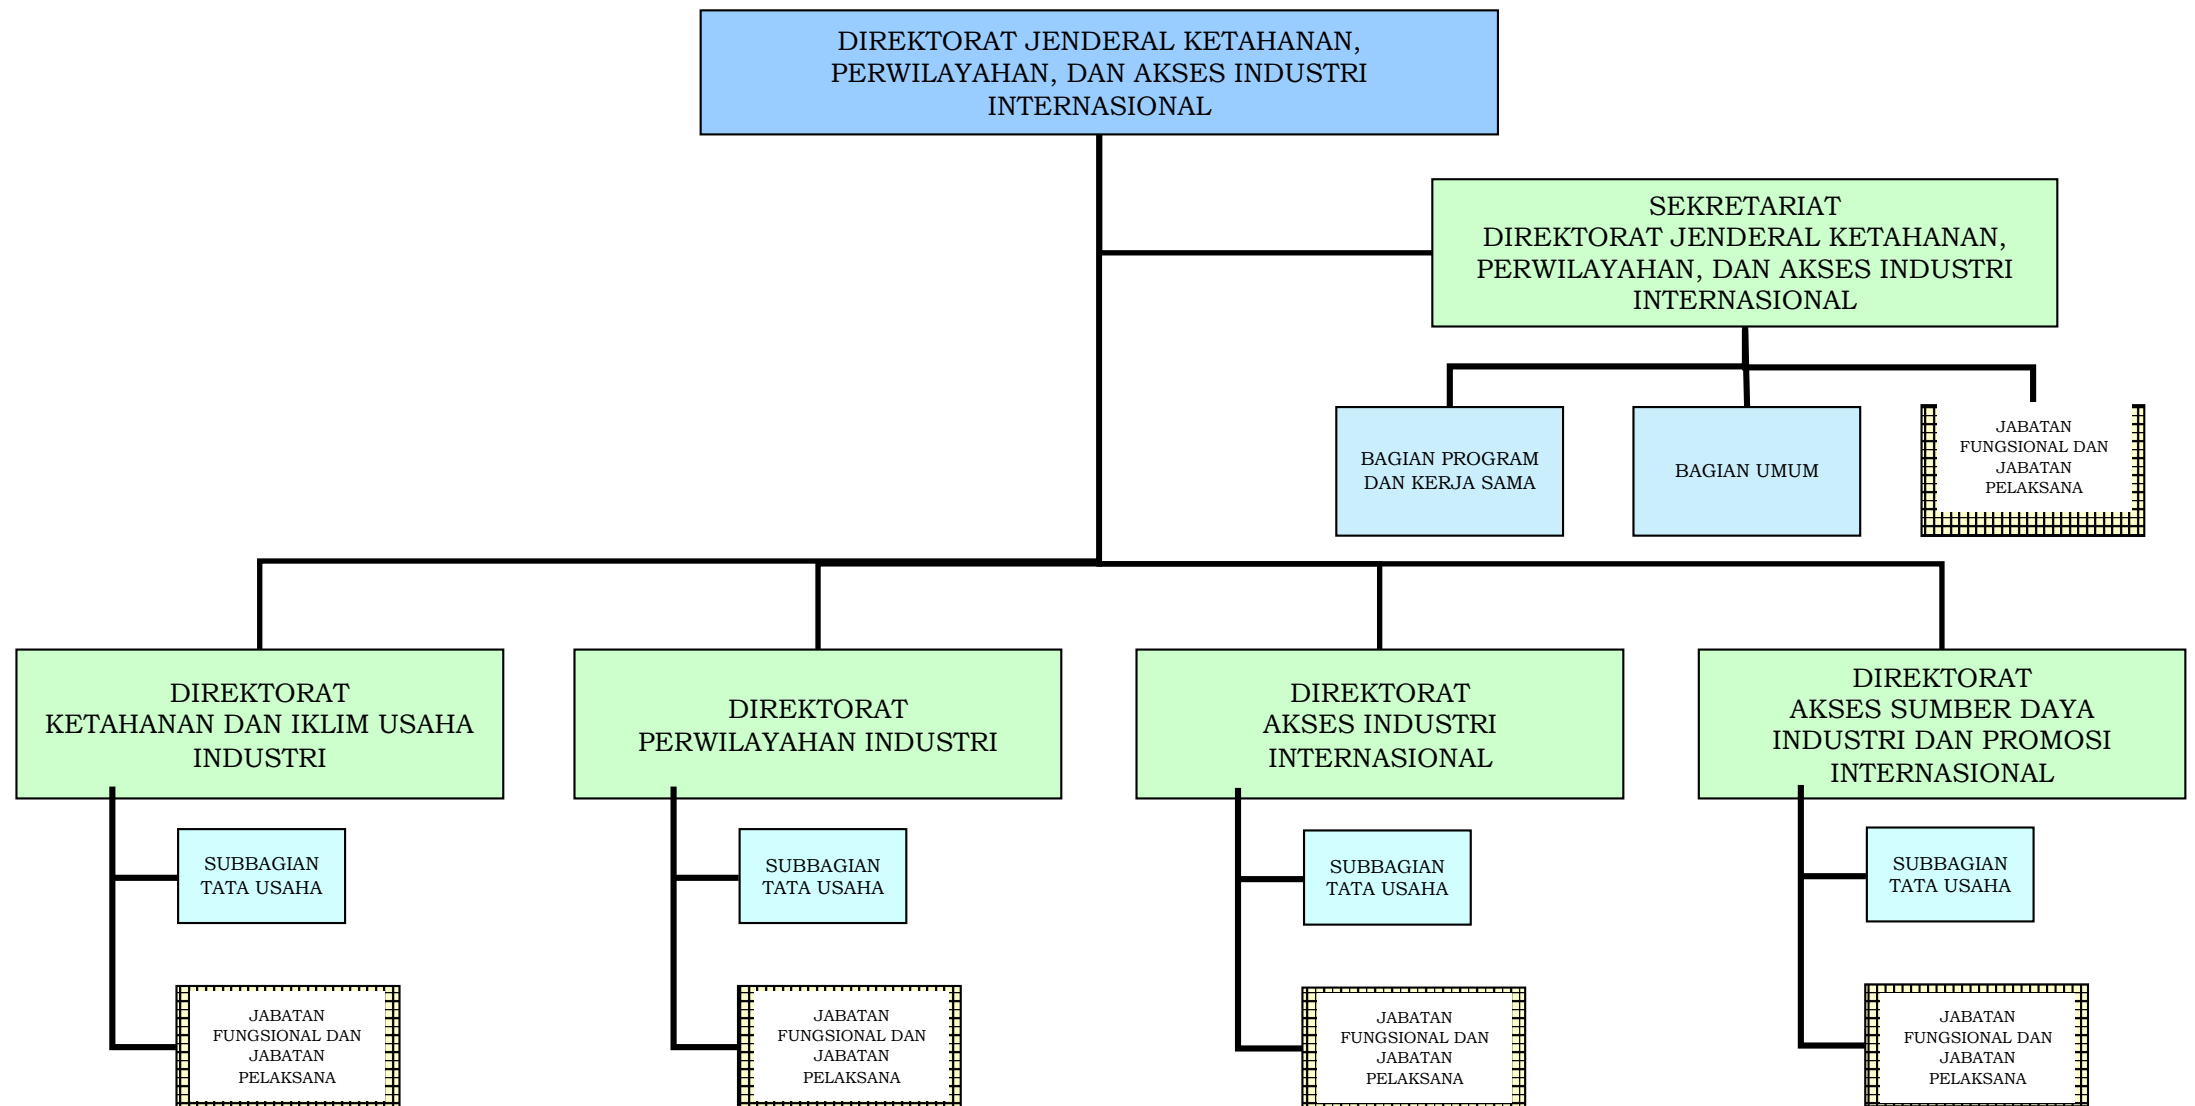 DIREKTORAT JENDERAL KETAHANAN,
PERWILAYAHAN, DAN AKSES INDUSTRI
INTERNASIONAL
SEKRETARIAT
DIREKTORAT JENDERAL KETAHANAN,
PERWILAYAHAN, DAN AKSES INDUSTRI
INTERNASIONAL
BAGIAN PROGRAM
DAN KERJA SAMA
BAGIAN UMUM
JABATAN
FUNGSIONAL DAN
JABATAN
PELAKSANA
DIREKTORAT
KETAHANAN DAN IKLIM USAHA
INDUSTRI
DIREKTORAT
PERWILAYAHAN INDUSTRI
DIREKTORAT
AKSES INDUSTRI
INTERNASIONAL
DIREKTORAT
AKSES SUMBER DAYA
INDUSTRI DAN PROMOSI
INTERNASIONAL
SUBBAGIAN
TATA USAHA
SUBBAGIAN
TATA USAHA
SUBBAGIAN
TATA USAHA
SUBBAGIAN
TATA USAHA
JABATAN
FUNGSIONAL DAN
JABATAN
PELAKSANA
JABATAN
FUNGSIONAL DAN
JABATAN
PELAKSANA
JABATAN
FUNGSIONAL DAN
JABATAN
PELAKSANA
JABATAN
FUNGSIONAL DAN
JABATAN
PELAKSANA